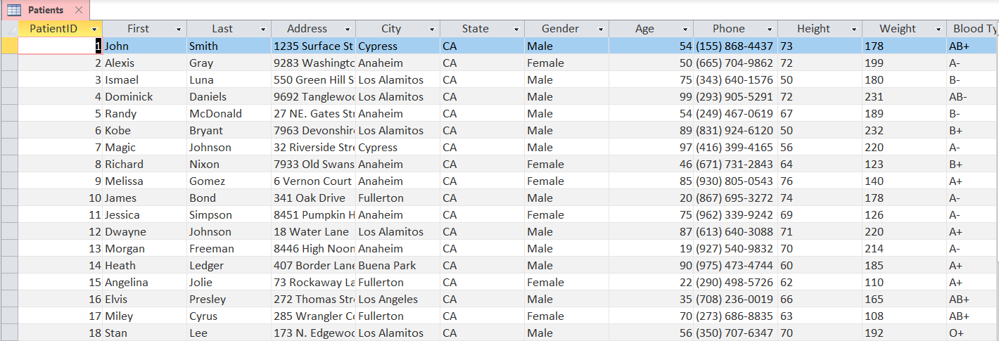 Patients
PatientID First Last Address City State Gender Age Phone Height Weight Blood Ty
1 John Smith 1235 Surface St Cypress CA Male 54 (155) 868-4437 73 178 AB+
2 Alexis Gray 9283 Washingto Anaheim CA Female 50 (665) 704-9862 72 199 A-
3 Ismael Luna 550 Green Hill S Los Alamitos CA Male 75 (343) 640-1576 50 180 B-
4 Dominick Daniels 9692 Tanglewoo Los Alamitos CA Male 99 (293) 905-5291 72 231 AB-
5 Randy McDonald 27 NE. Gates Str Anaheim CA Male 54 (249) 467-0619 67 189 B-
6 Kobe Bryant 7963 Devonshire Los Alamitos CA Male 89 (831) 924-6120 50 232 B+
7 Magic Johnson 32 Riverside Stre Cypress CA Male 97 (416) 399-4165 56 220 A-
8 Richard Nixon 7933 Old Swans Anaheim CA Female 46 (671) 731-2843 64 123 B+
9 Melissa Gomez 6 Vernon Court Anaheim CA Female 85 (930) 805-0543 76 140 A+
10 James Bond 341 Oak Drive Fullerton CA Male 20 (867) 695-3272 74 178 A-
11 Jessica Simpson 8451 Pumpkin H Anaheim CA Female 75 (962) 339-9242 69 126 A-
12 Dwayne Johnson 18 Water Lane Los Alamitos CA Male 87 (613) 640-3088 71 220 A+
13 Morgan Freeman 8446 High Noon Anaheim CA Male 19 (927) 540-9832 70 214 A-
14 Heath Ledger 407 Border Lane Buena Park CA Male 90 (975) 473-4744 60 185 A+
15 Angelina Jolie 73 Rockaway La Fullerton CA Female 22 (290) 498-5726 62 110 A+
16 Elvis Presley 272 Thomas Stre Los Angeles CA Male 35 (708) 236-0019 66 165 AB+
17 Miley Cyrus 285 Wrangler C Fullerton CA Female 70 (273) 686-8835 63 108 AB+
18 Stan Lee 173 N. Edgewoo Los Alamitos CA Male 56 (350) 707-6347 70 192 O+